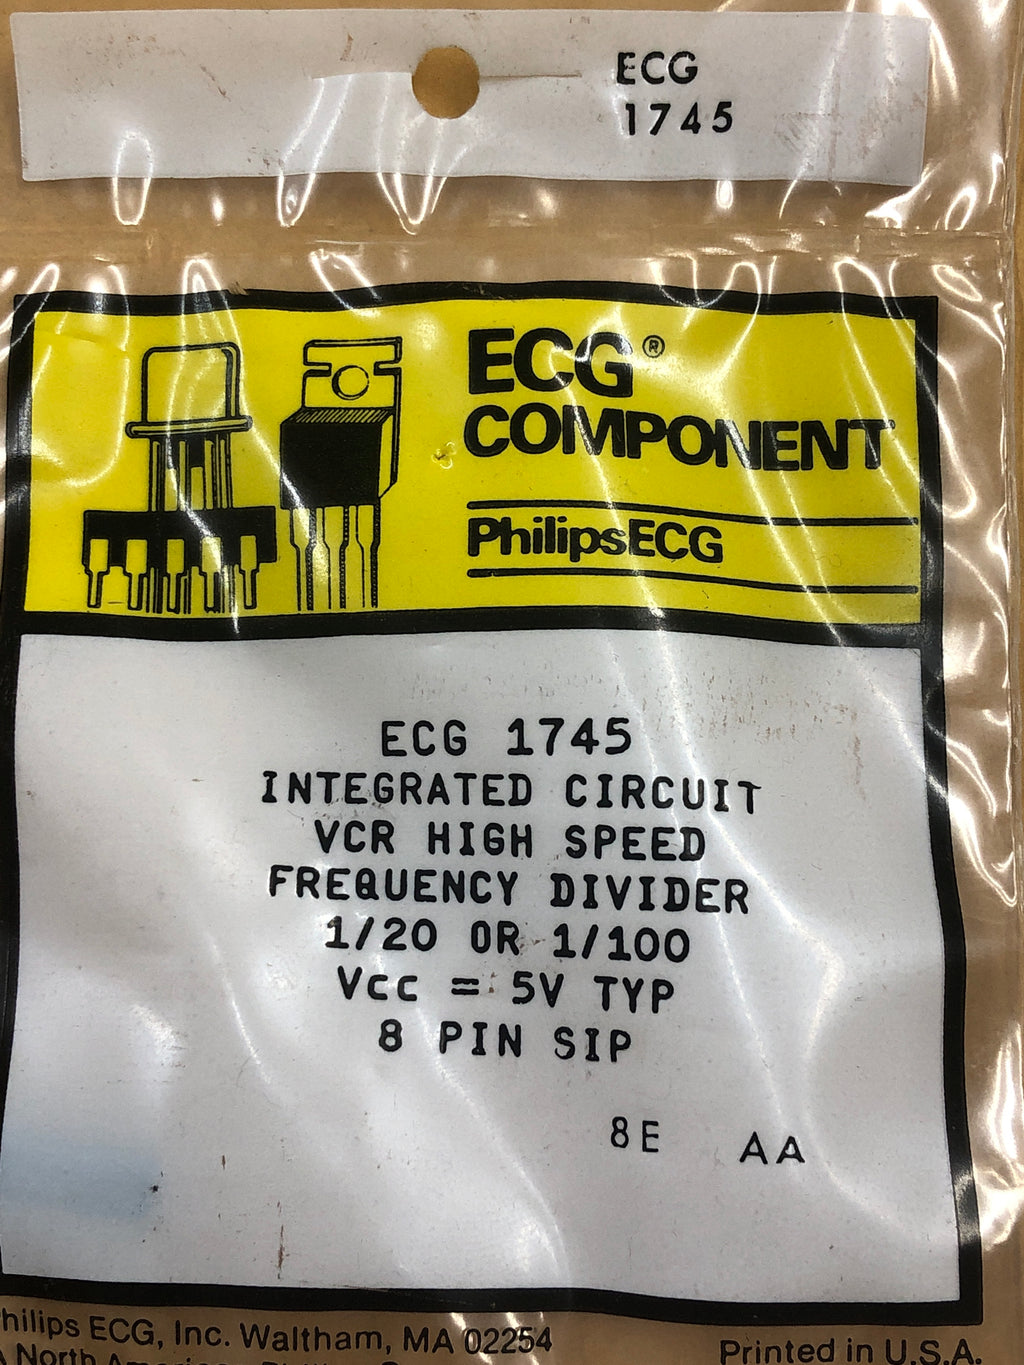 ECG
1745
ECG®
COMPONENT
PhilipsECG
ECG 1745
INTEGRATED CIRCUIT
VCR HIGH SPEED
FREQUENCY DIVIDER
1/20 OR 1/100
Vcc = 5V TYP
8 PIN SIP
8E AA
hilips ECG, Inc. Waltham, MA 02254
North
Printed in U.S.A.